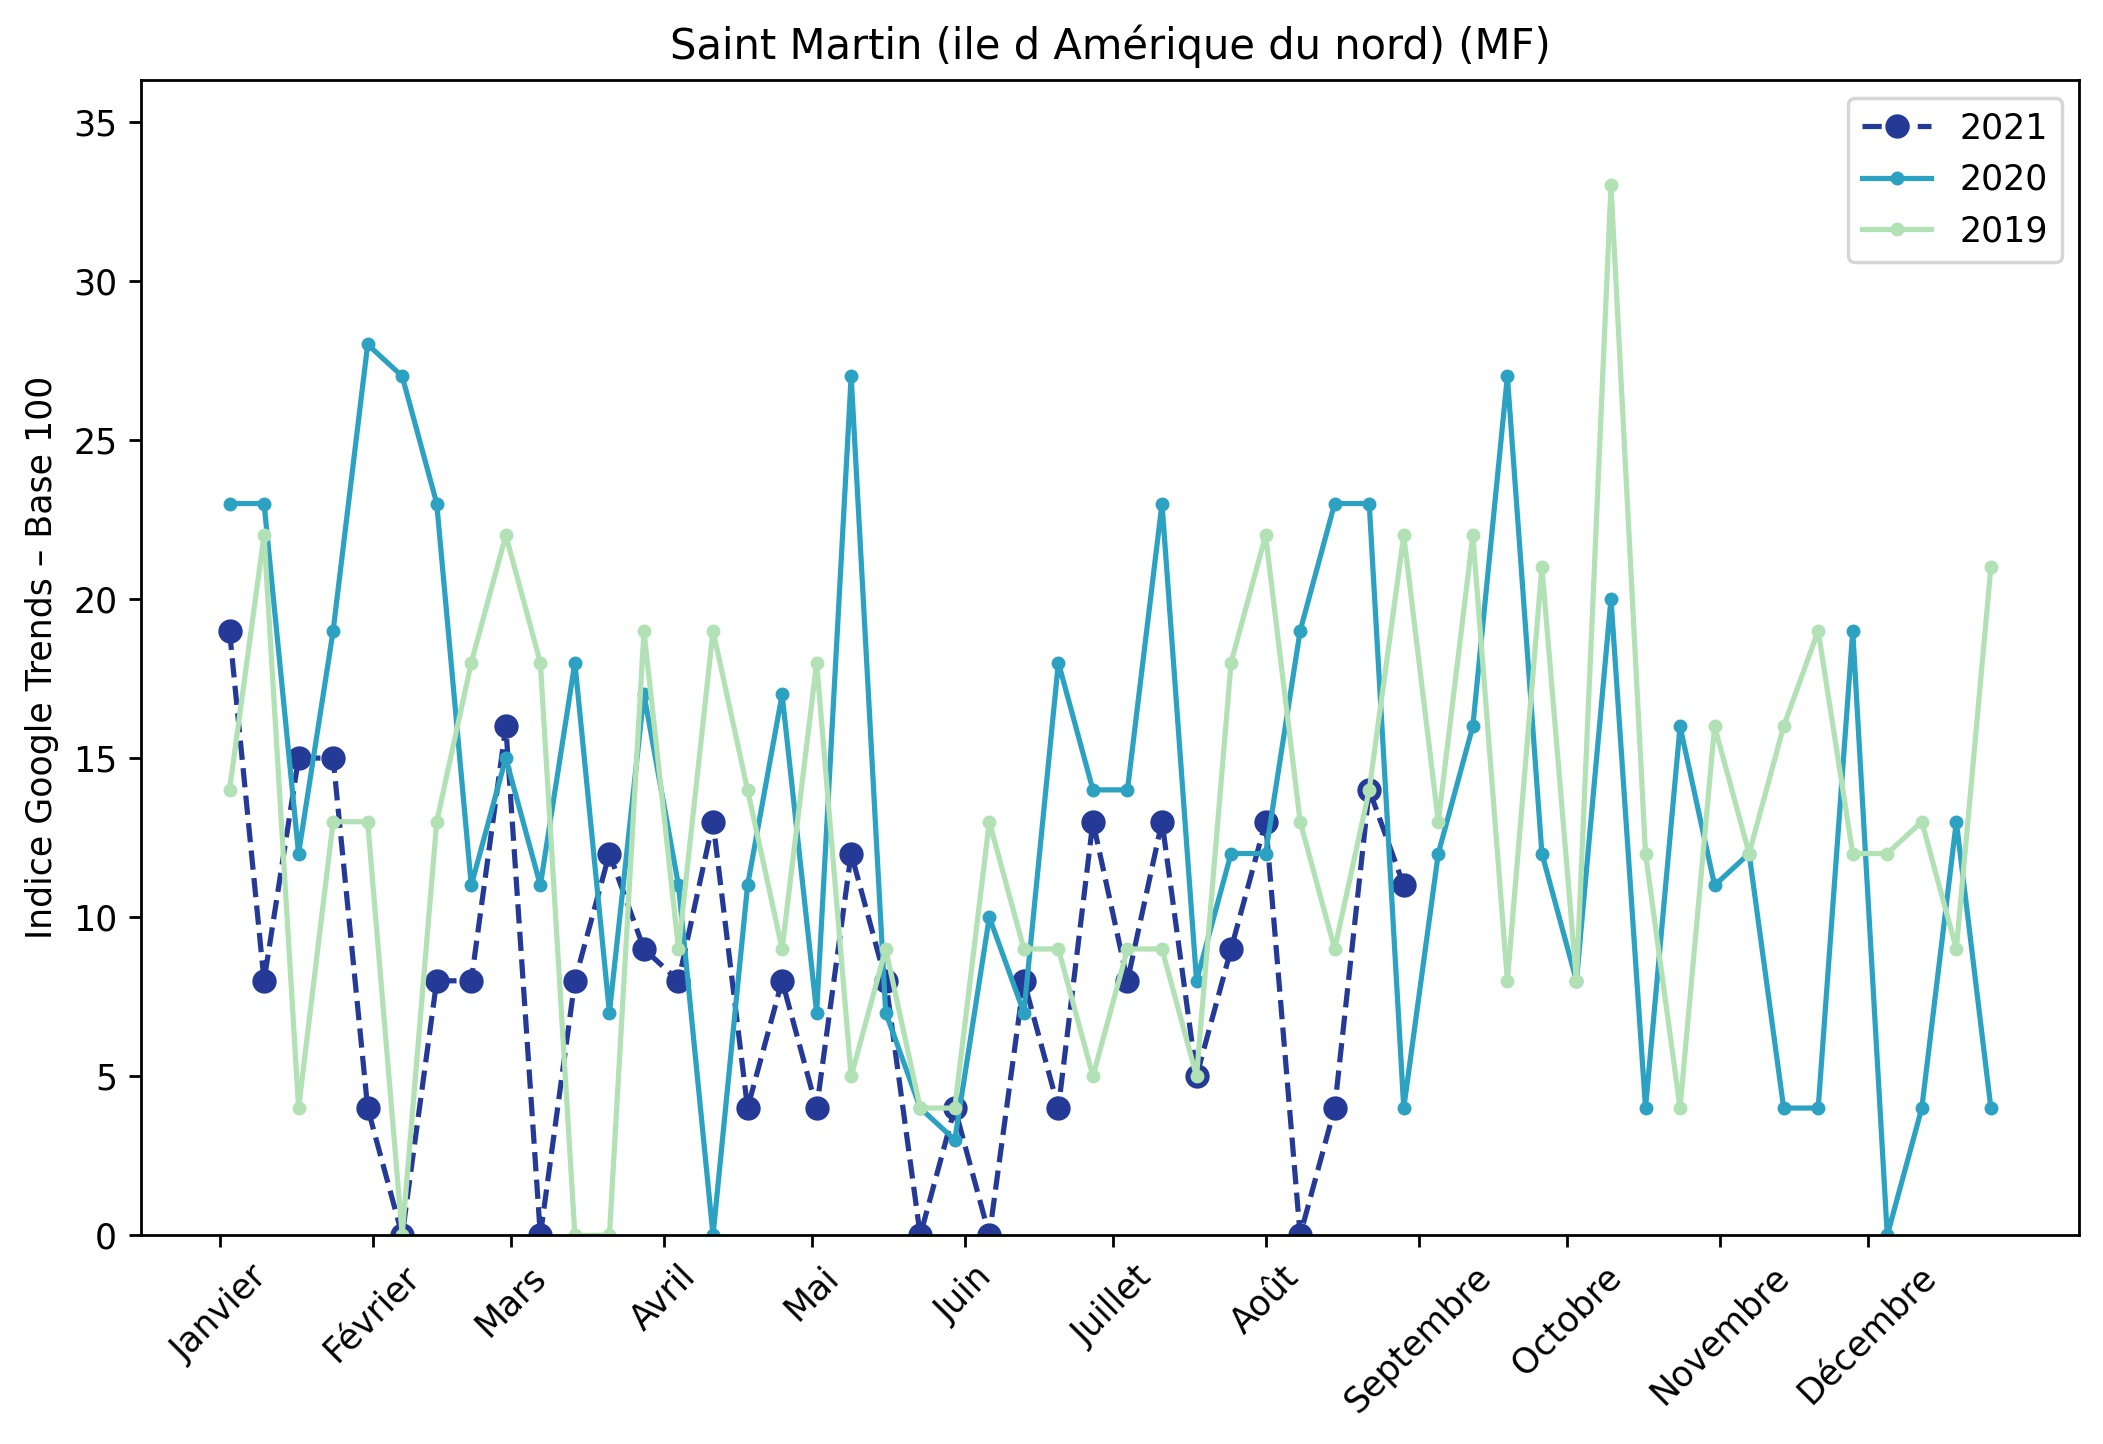 Saint Martin (ile d Amérique du nord) (MF)
Indice Google Trends – Base 100
35
30
25
20
15
10
5
0
2021
2020
2019
Janvier
Février
Mars
Avril
Mai
Juin
Juillet
Août
Septembre
Octobre
Novembre
Décembre